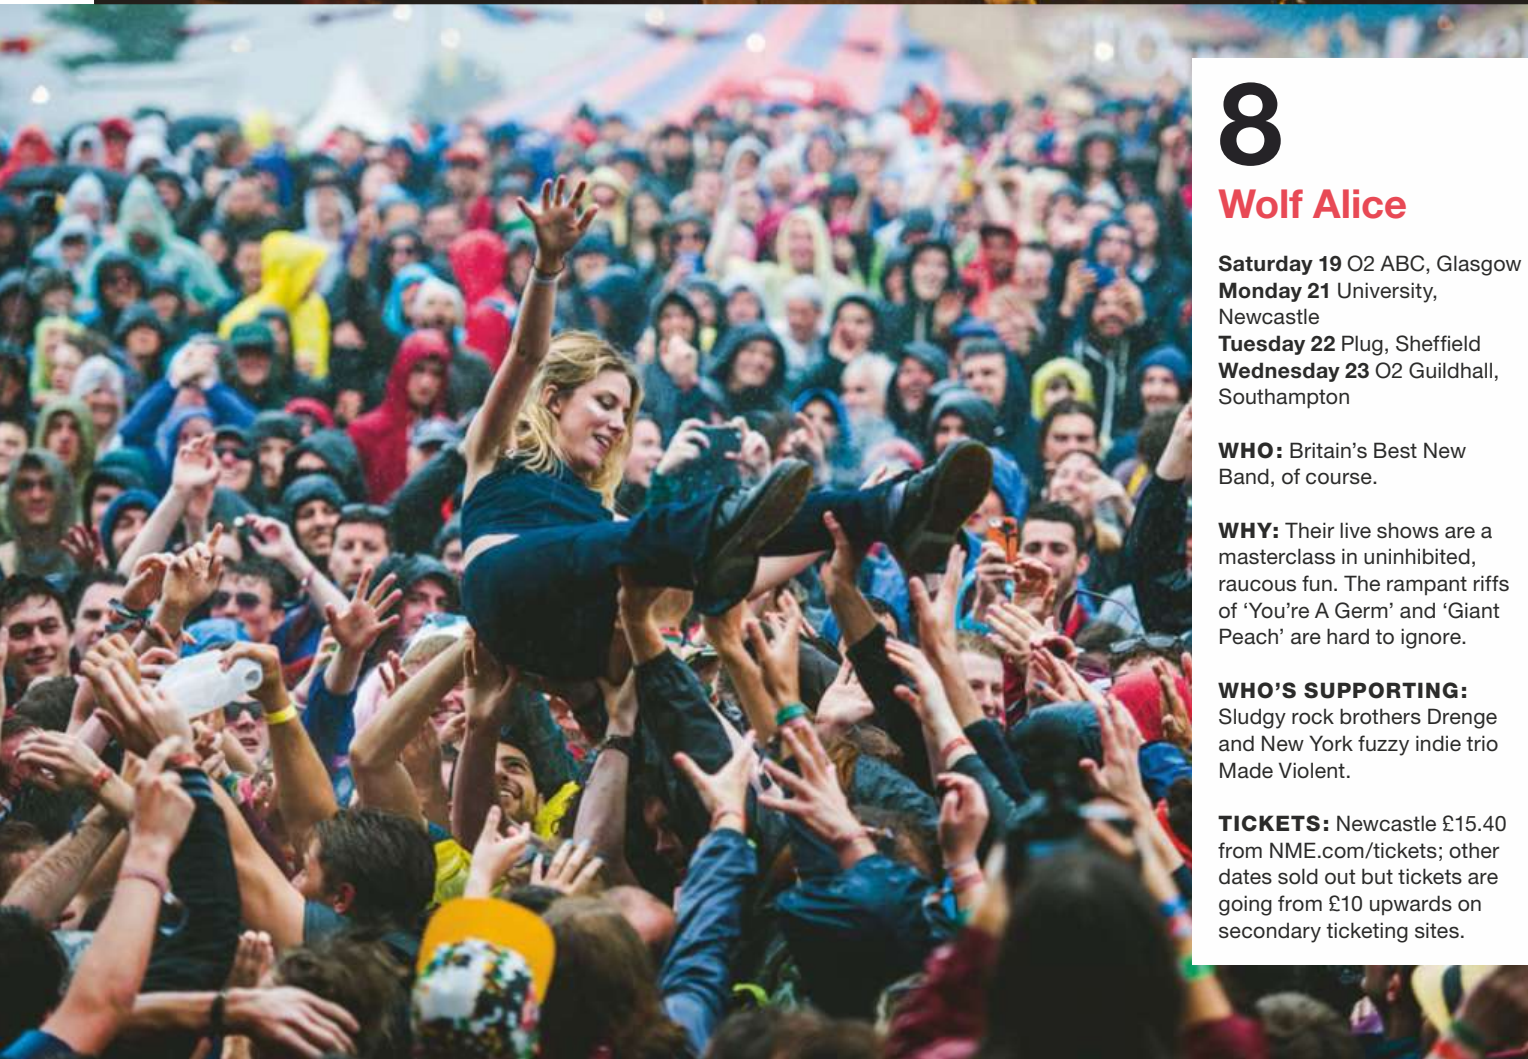 8
Wolf Alice
Saturday 19 O2 ABC, Glasgow
Monday 21 University,
Newcastle
Tuesday 22 Plug, Sheffield
Wednesday 23 O2 Guildhall,
Southampton
WHO: Britain’s Best New
Band, of course.
WHY: Their live shows are a
masterclass in uninhibited,
raucous fun. The rampant riffs
of ‘You’re A Germ’ and ‘Giant
Peach’ are hard to ignore.
WHO’S SUPPORTING:
Sludgy rock brothers Drenge
and New York fuzzy indie trio
Made Violent.
TICKETS: Newcastle £15.40
from NME.com/tickets; other
dates sold out but tickets are
going from £10 upwards on
secondary ticketing sites.